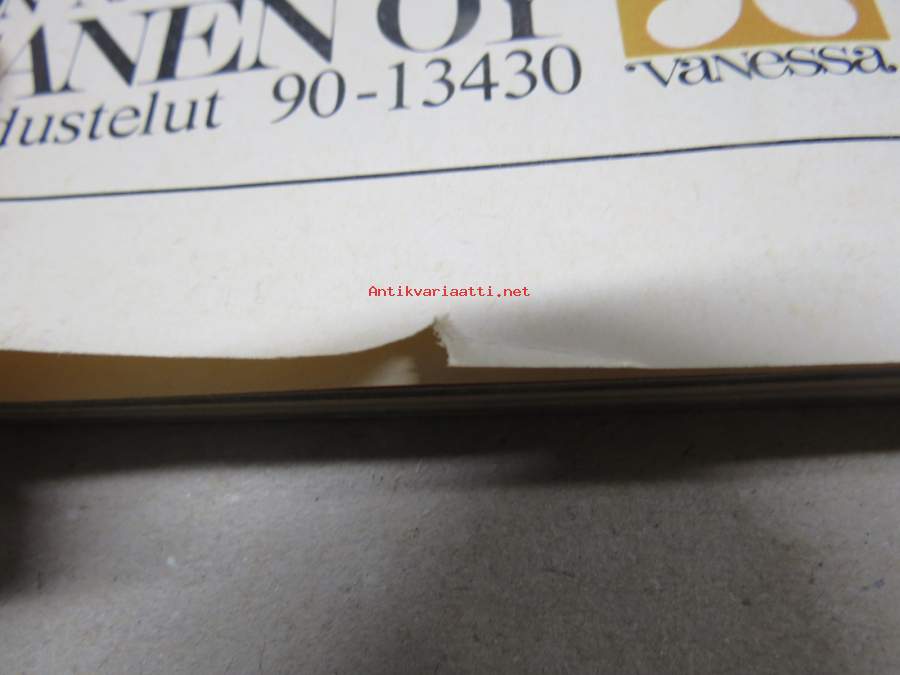 ANEN OY
dustelut 90-13430
vanessa
Antikvariaatti.net